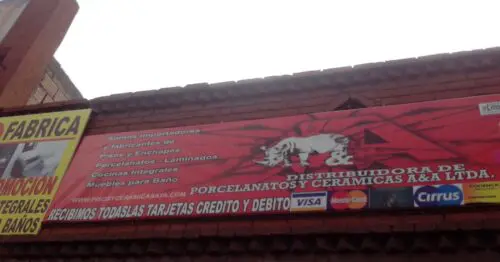 FABRICA
OMOCIÓN
TEGRALES
BAÑOS
Somos Importadores
y fabricantes de
Pisos y Enchapes
Porcelanatos - Laminados
Cocinas Integrales
Muebles para Baño
A
&
DISTRIBUIDORA DE
PORCELANATOS Y CERAMICAS A&A LTDA.
RECIBIMOS TODAS LAS TARJETAS CREDITO Y DEBITO
VISA
MasterCard
Cirrus